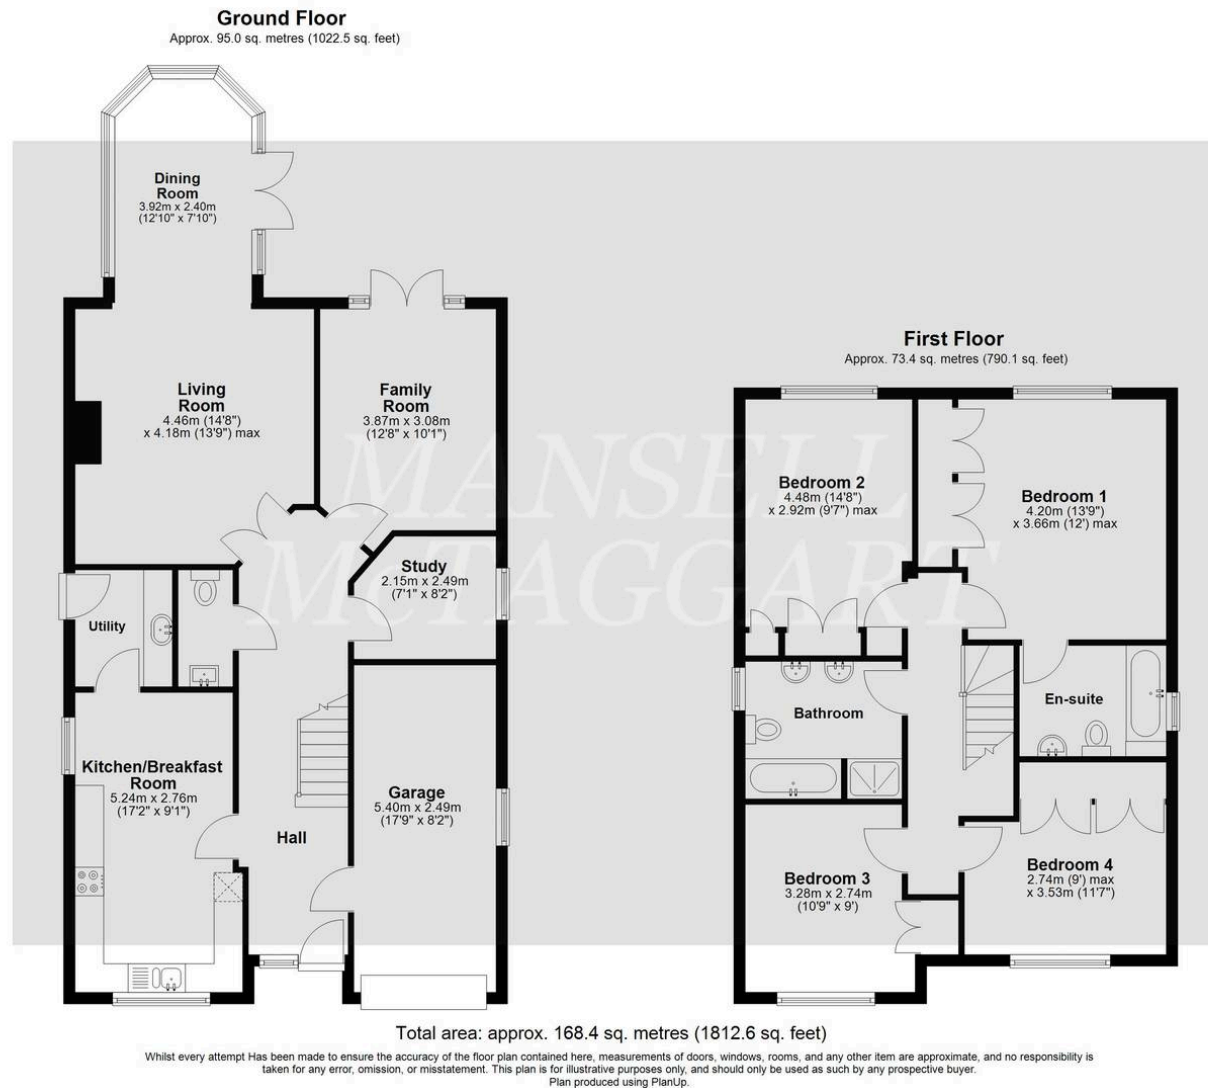 Ground Floor
Approx. 95.0 sq. metres (1022.5 sq. feet)
Dining
Room
3.92m x 2.40m
(12'10" x 7'10")
Living
Room
4.46m (14'8")
x 4.18m (13'9") max
Family
Room
3.87m x 3.08m
(12'8" x 10'1")
Study
2.15m x 2.49m
(7'1" x 8'2")
Utility
Kitchen/Breakfast
Room
5.24m x 2.76m
(17'2" x 9'1")
Hall
Garage
5.40m x 2.49m
(17'9" x 8'2")
First Floor
Approx. 73.4 sq. metres (790.1 sq. feet)
Bedroom 2
4.48m (14'8")
x 2.92m (9'7") max
Bedroom 1
4.20m (13'9")
x 3.66m (12') max
Bathroom
En-suite
Bedroom 3
3.28m x 2.74m
(10'9" x 9')
Bedroom 4
2.74m (9') max
x 3.53m (11'7")
MANSELL
McTAGGART
Total area: approx. 168.4 sq. metres (1812.6 sq. feet)
Whilst every attempt Has been made to ensure the accuracy of the floor plan contained here, measurements of doors, windows, rooms, and any other item are approximate, and no responsibility is
taken for any error, omission, or misstatement. This plan is for illustrative purposes only, and should only be used as such by any prospective buyer.
Plan produced using PlanUp.